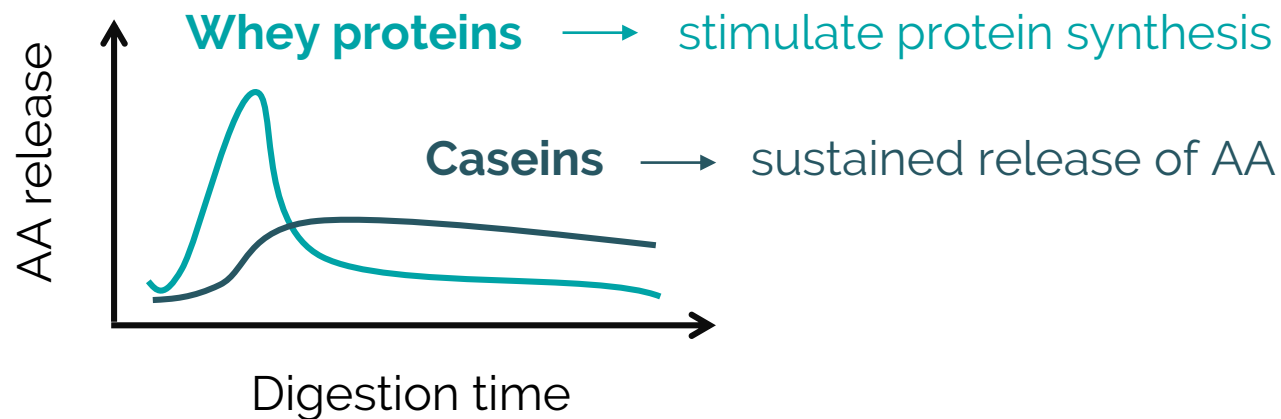 Whey proteins → stimulate protein synthesis
Caseins → sustained release of AA
AA release
Digestion time